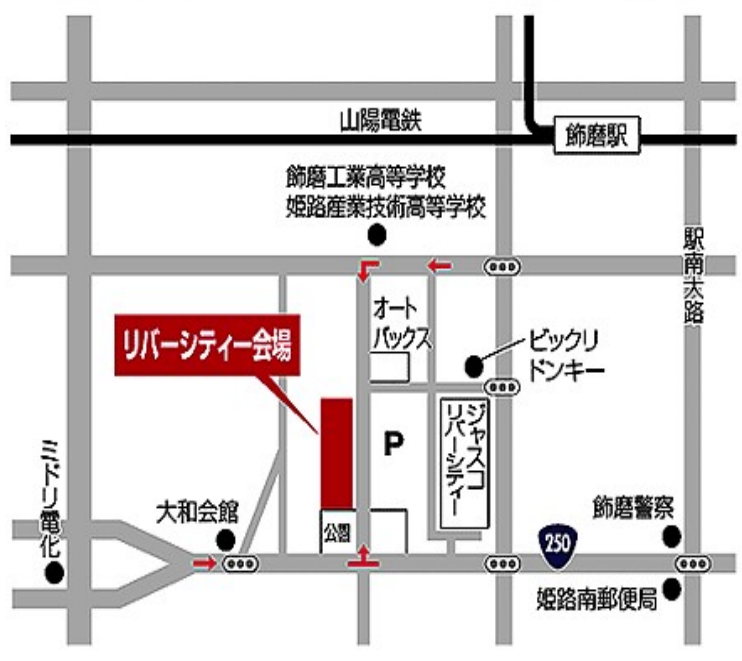 山陽電鉄
飾磨駅
飾磨工業高等学校
姫路産業技術高等学校
駅南大路
オート
バックス
ビックリ
ドンキー
リバーシティー会場
P
ジャスコ
リバーシティー
ミドリ電化
大和会館
公園
250
飾磨警察
姫路南郵便局